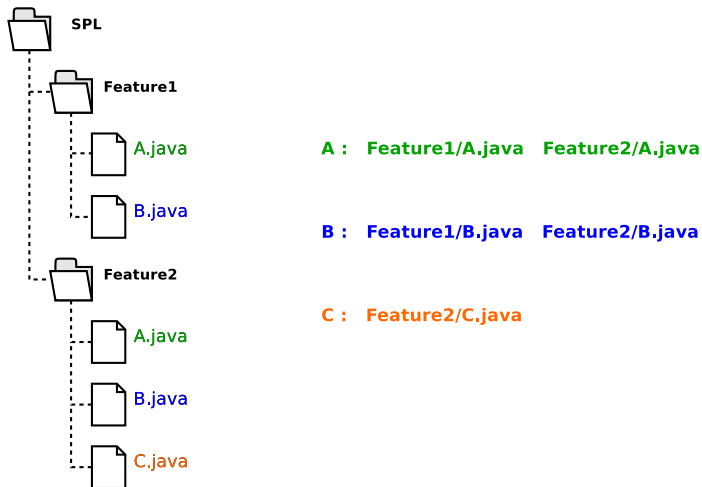 SPL
Feature1
A.java
B.java
Feature2
A.java
B.java
C.java
A : Feature1/A.java Feature2/A.java
B : Feature1/B.java Feature2/B.java
C : Feature2/C.java